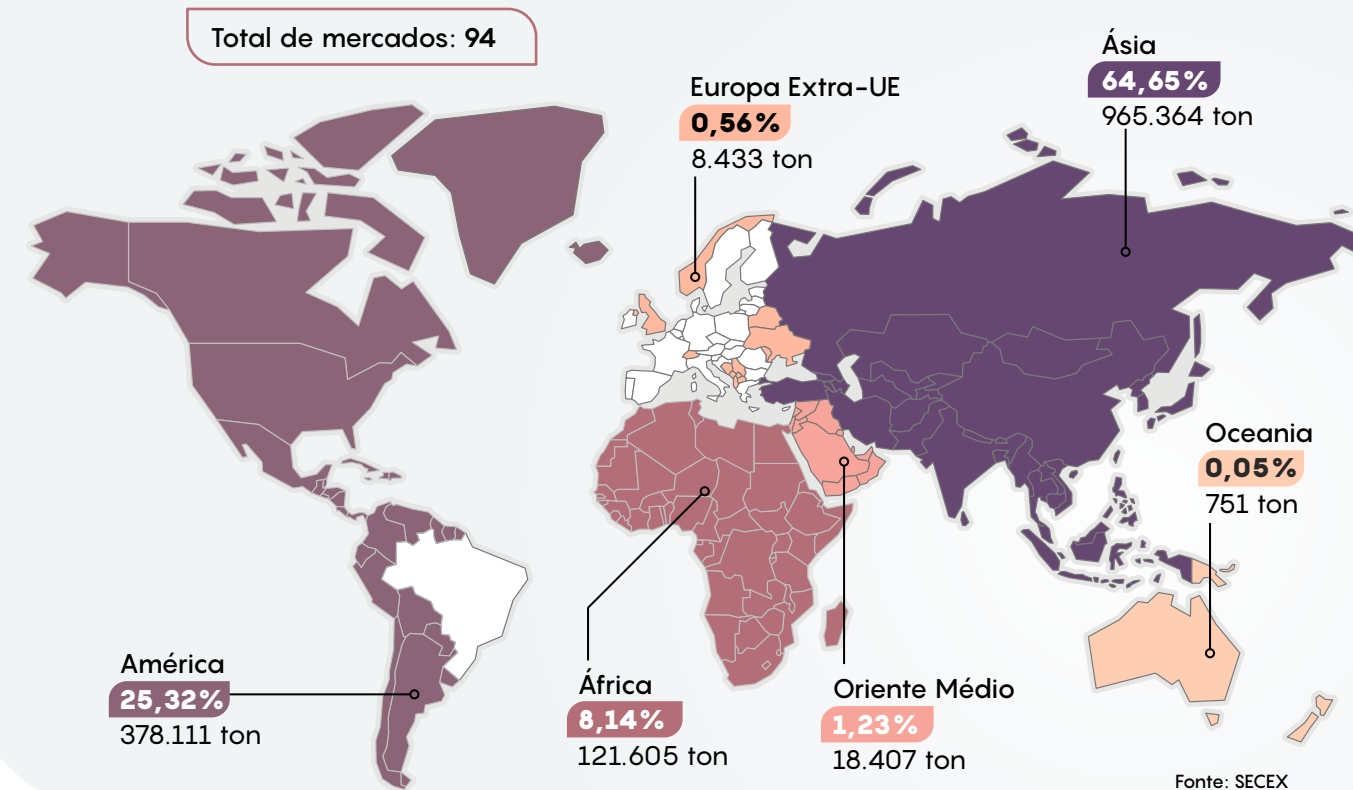 Total de mercados: 94
Ásia
64,65%
965.364 ton
Europa Extra-UE
0,56%
8.433 ton
Oceania
0,05%
751 ton
América
25,32%
378.111 ton
África
8,14%
121.605 ton
Oriente Médio
1,23%
18.407 ton
Fonte: SECEX